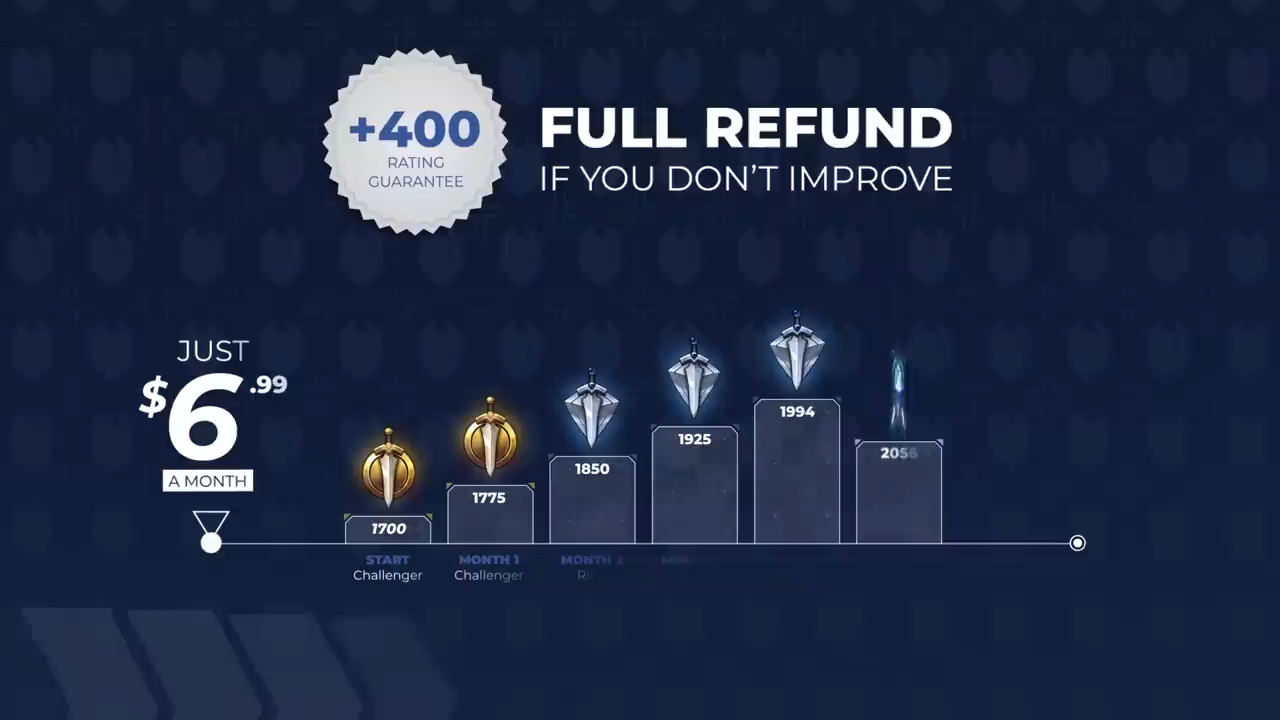 +400
RATING
GUARANTEE
FULL REFUND
IF YOU DON'T IMPROVE
JUST
$6.99
A MONTH
1700
1775
1850
1925
1994
2056
START
MONTH 1
MONTH 2
Challenger
Challenger